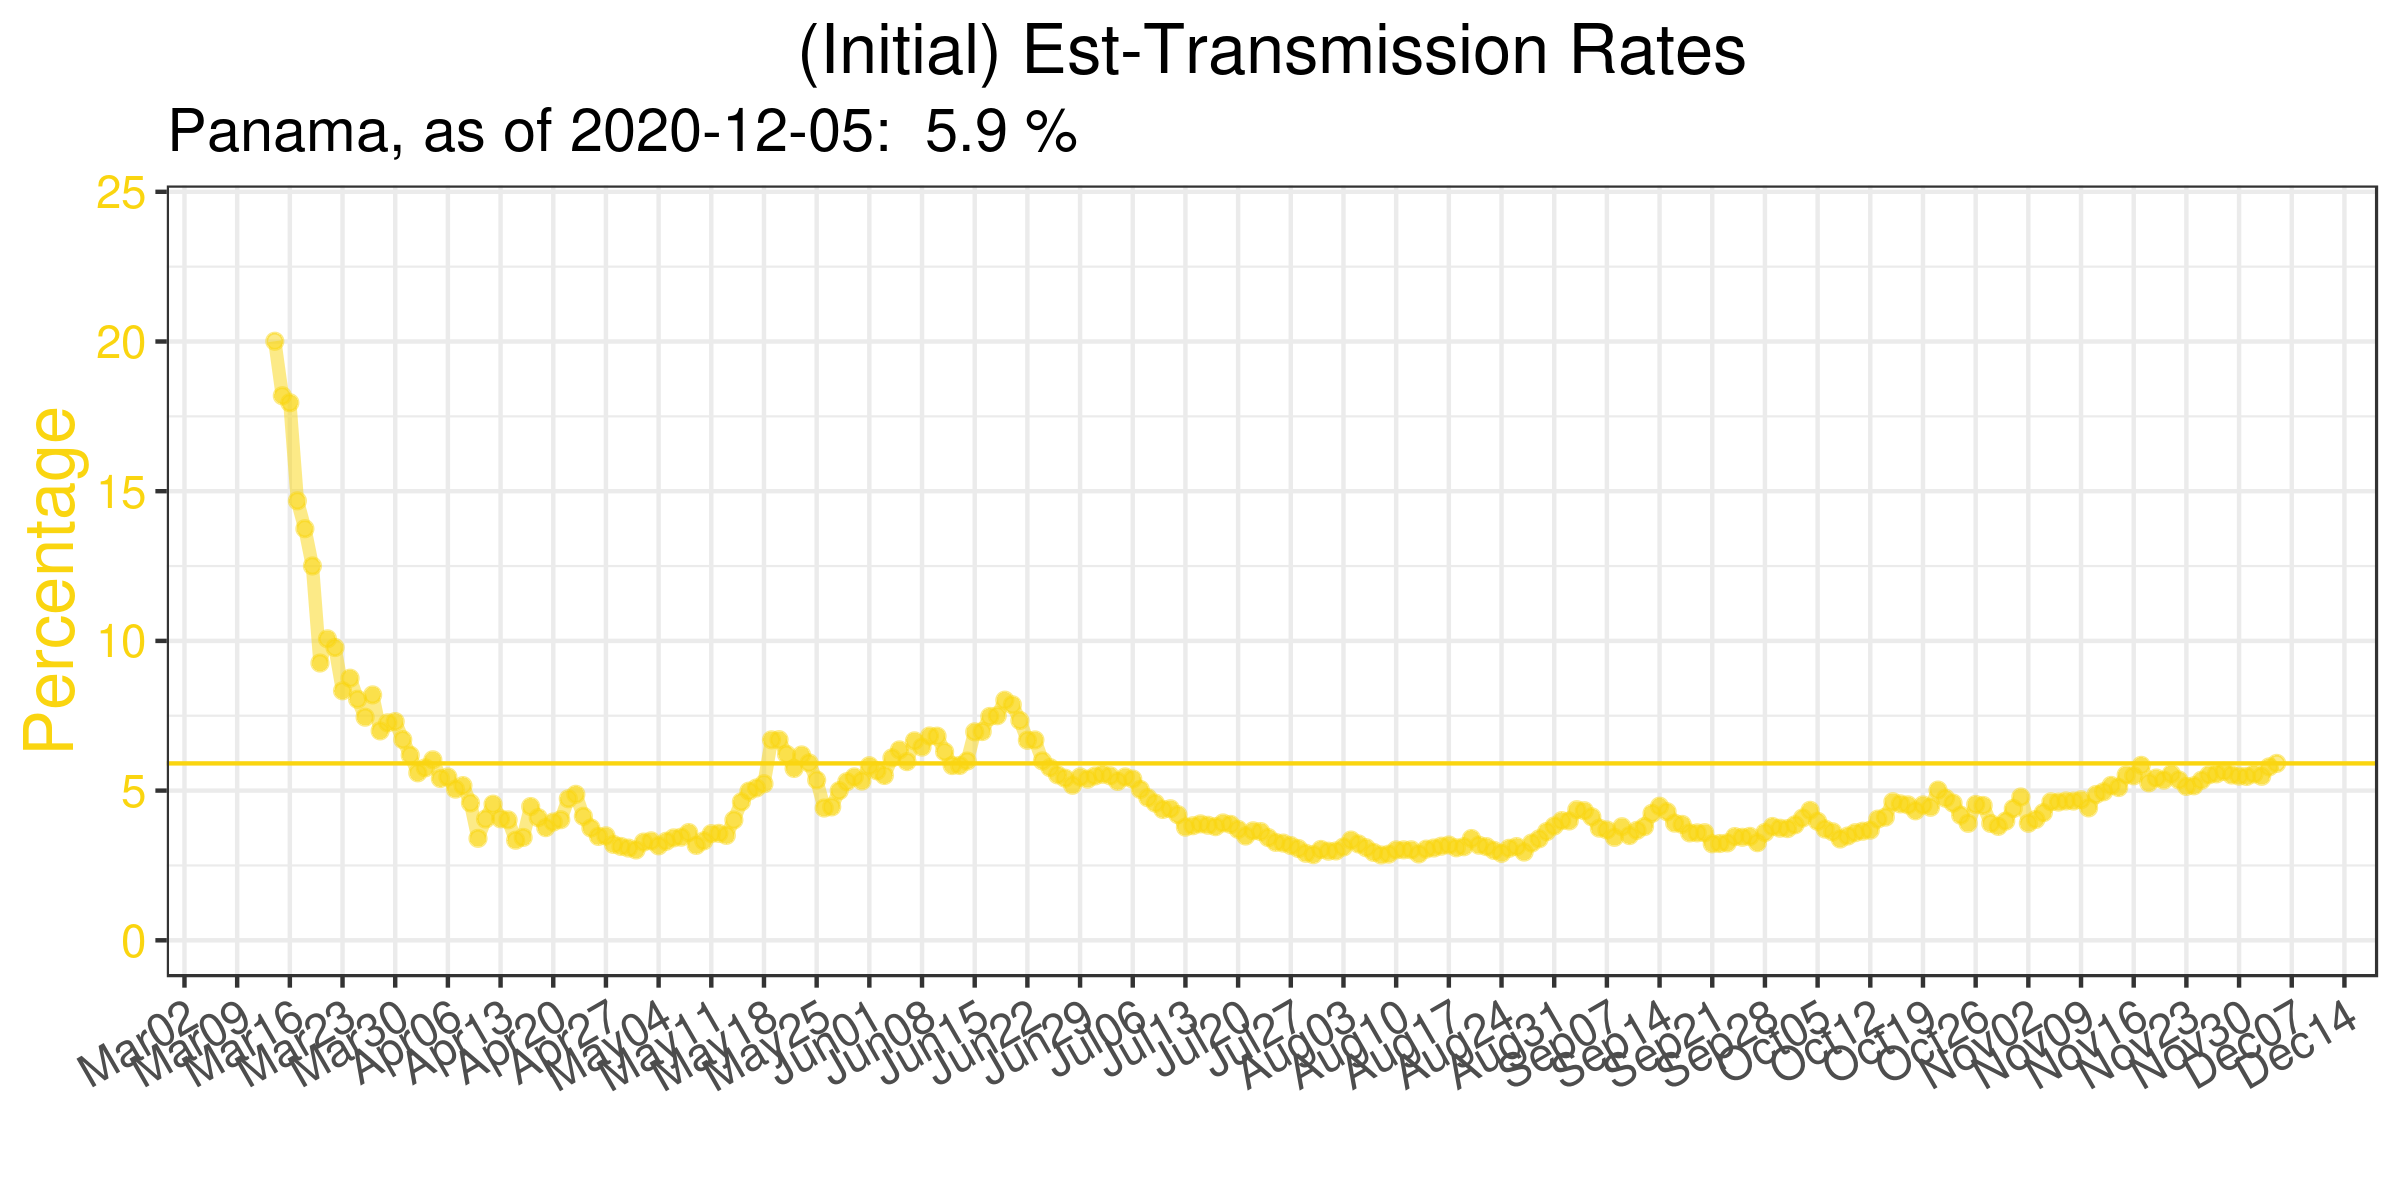 (Initial) Est-Transmission Rates
Panama, as of 2020-12-05:  5.9 %
Percentage
25
20
15
10
5
0
Mar02
Mar09
Mar16
Mar23
Mar30
Apr06
Apr13
Apr20
Apr27
May04
May11
May18
May25
Jun01
Jun08
Jun15
Jun22
Jun29
Jul06
Jul13
Jul20
Jul27
Aug03
Aug10
Aug17
Aug24
Aug31
Sep07
Sep14
Sep21
Sep28
Oct05
Oct12
Oct19
Oct26
Nov02
Nov09
Nov16
Nov23
Nov30
Dec07
Dec14